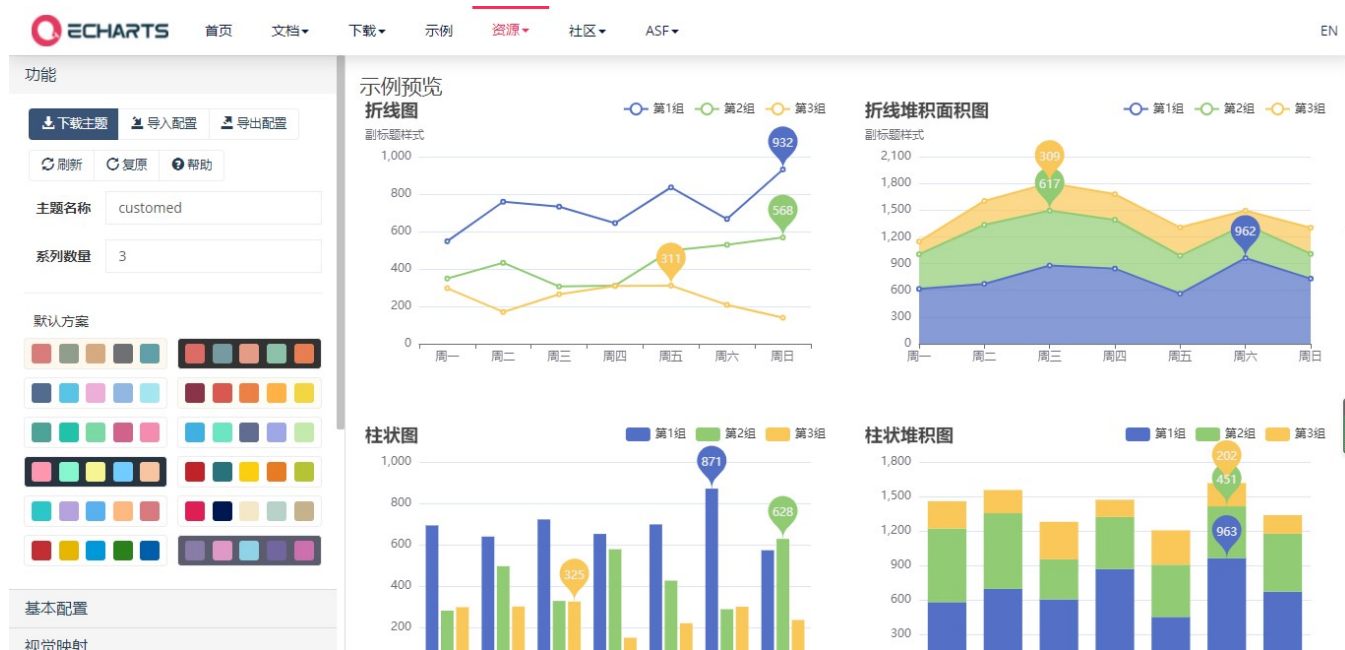 ECHARTS 首页 文档 下载 示例 资源 社区 ASF EN
功能
下载主题 导入配置 导出配置
刷新 复原 帮助
主题名称 customed
系列数量 3
默认方案
基本配置
视觉映射
示例预览
折线图 第1组 第2组 第3组
副标题样式
1,000
800
600
400
200
0
932
568
311
周一 周二 周三 周四 周五 周六 周日
折线堆积面积图 第1组 第2组 第3组
副标题样式
2,100
1,800
1,500
1,200
900
600
300
0
309
617
962
周一 周二 周三 周四 周五 周六 周日
柱状图 第1组 第2组 第3组
1,000
800
600
400
200
871
628
325
柱状堆积图 第1组 第2组 第3组
1,800
1,500
1,200
900
600
300
202
451
963